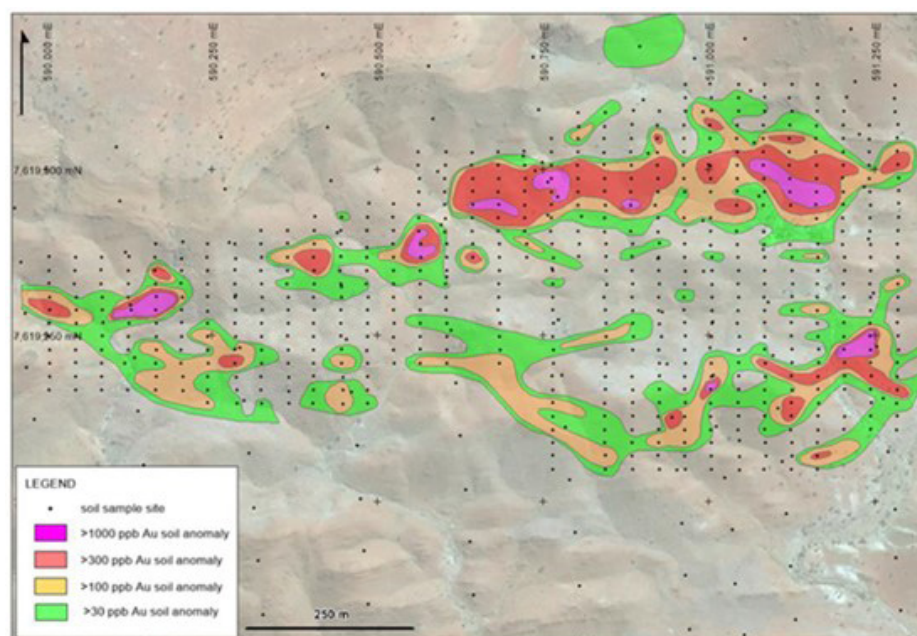 590,000 mE
590,250 mE
590,500 mE
590,750 mE
591,000 mE
591,250 mE
7,619,500 mN
7,619,250 mN
LEGEND
soil sample site
>1000 ppb Au soil anomaly
>300 ppb Au soil anomaly
>100 ppb Au soil anomaly
>30 ppb Au soil anomaly
250 m